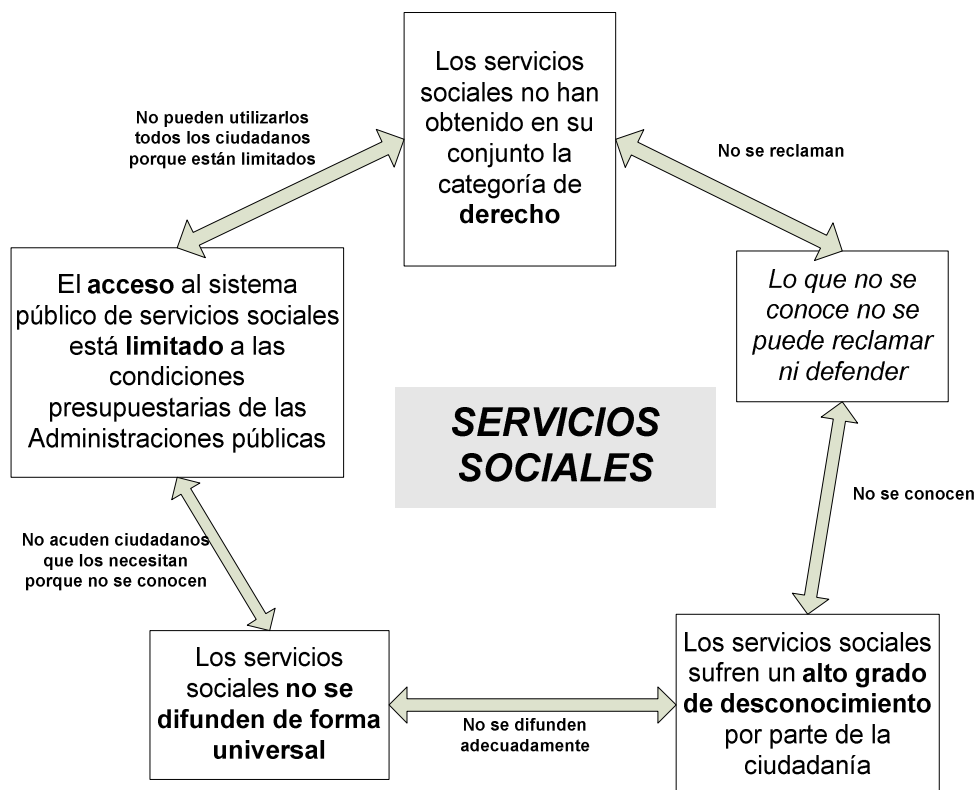 Los servicios
sociales no han
obtenido en su
conjunto la
categoría de
derecho
No pueden utilizarlos
todos los ciudadanos
porque están limitados
No se reclaman
El acceso al sistema
público de servicios sociales
está limitado a las
condiciones
presupuestarias de las
Administraciones públicas
Lo que no se
conoce no se
puede reclamar
ni defender
SERVICIOS
SOCIALES
No se conocen
No acuden ciudadanos
que los necesitan
porque no se conocen
Los servicios
sociales no se
difunden de forma
universal
No se difunden
adecuadamente
Los servicios sociales
sufren un alto grado
de desconocimiento
por parte de la
ciudadanía